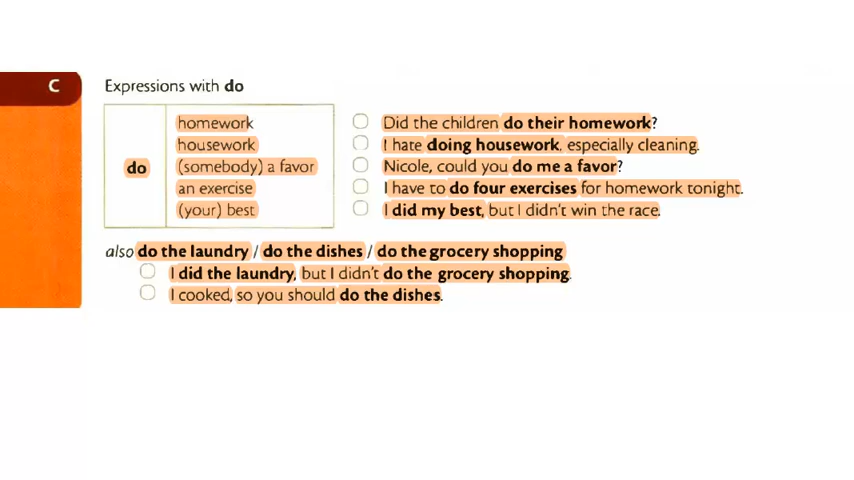 C Expressions with do
homework
housework
do (somebody) a favor
an exercise
(your) best
Did the children do their homework?
I hate doing housework, especially cleaning.
Nicole, could you do me a favor?
I have to do four exercises for homework tonight.
I did my best, but I didn't win the race.
also do the laundry / do the dishes / do the grocery shopping
I did the laundry, but I didn't do the grocery shopping.
I cooked, so you should do the dishes.